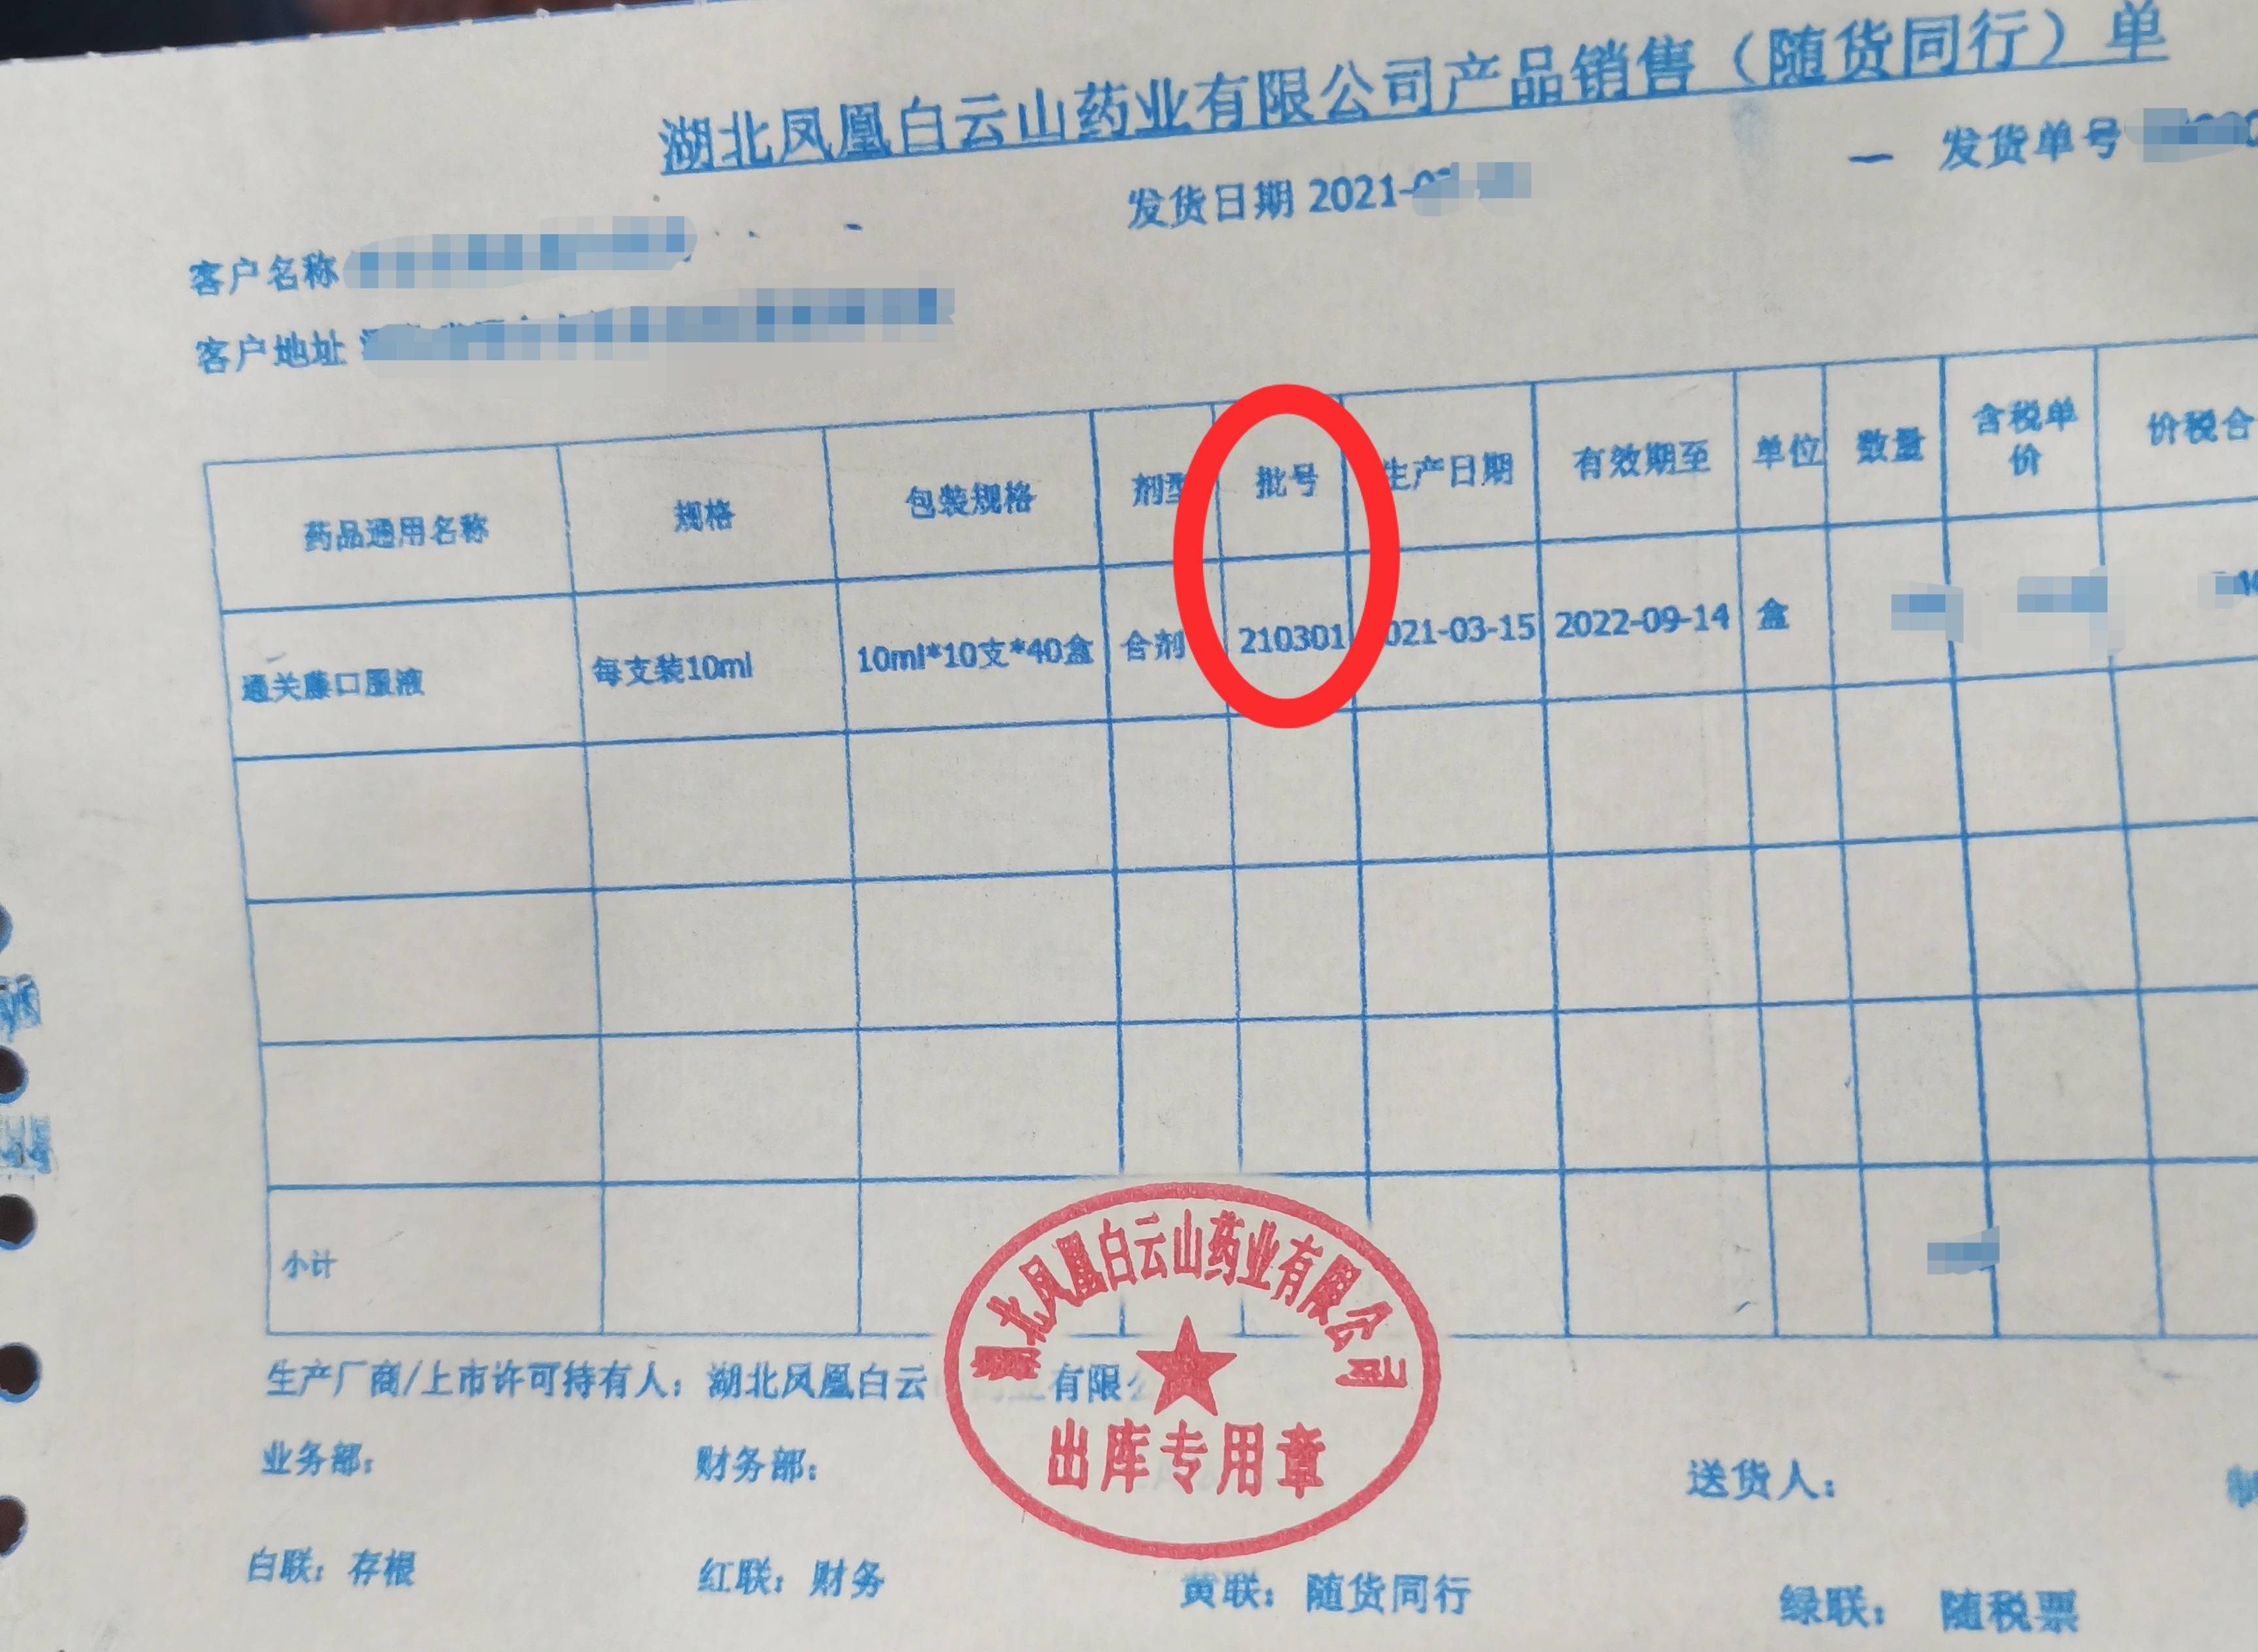 湖北凤凰白云山药业有限公司产品销售（随货同行）单
发货日期 2021-
一 发货单号
客户名称
客户地址
药品通用名称 规格 包装规格 剂型 批号 生产日期 有效期至 单位 数量 含税单价 价税合
通关藤口服液 每支装10ml 10ml*10支*40盒 合剂 210301 021-03-15 2022-09-14 盒
小计
生产厂商/上市许可持有人：湖北凤凰白云 有限
湖北凤凰白云山药业有限公司
出库专用章
业务部： 财务部： 送货人：
白联：存根 红联：财务 黄联：随货同行 绿联：随税票